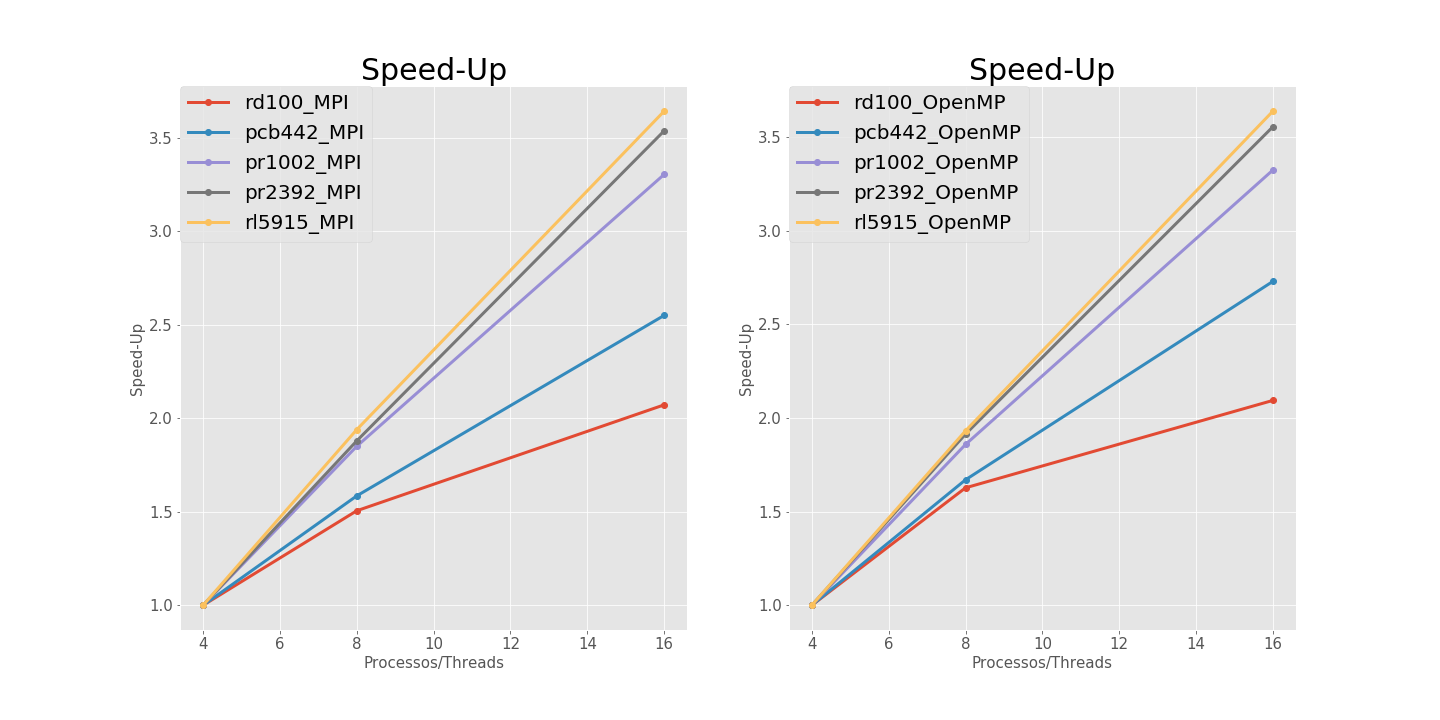 Speed-Up
rd100_MPI
pcb442_MPI
pr1002_MPI
pr2392_MPI
rl5915_MPI
3.5
3.0
2.5
2.0
1.5
1.0
Speed-Up
4 6 8 10 12 14 16
Processos/Threads
Speed-Up
rd100_OpenMP
pcb442_OpenMP
pr1002_OpenMP
pr2392_OpenMP
rl5915_OpenMP
3.5
3.0
2.5
2.0
1.5
1.0
Speed-Up
4 6 8 10 12 14 16
Processos/Threads